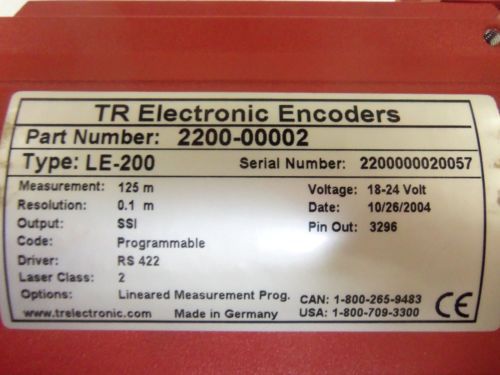 TR Electronic Encoders
Part Number: 2200-00002
Type: LE-200 Serial Number: 2200000020057
Measurement: 125 m Voltage: 18-24 Volt
Resolution: 0.1 m Date: 10/26/2004
Output: SSI Pin Out: 3296
Code: Programmable
Driver: RS 422
Laser Class: 2
Options: Lineared Measurement Prog. CAN: 1-800-265-9483
www.trelectronic.com Made in Germany USA: 1-800-709-3300 CE